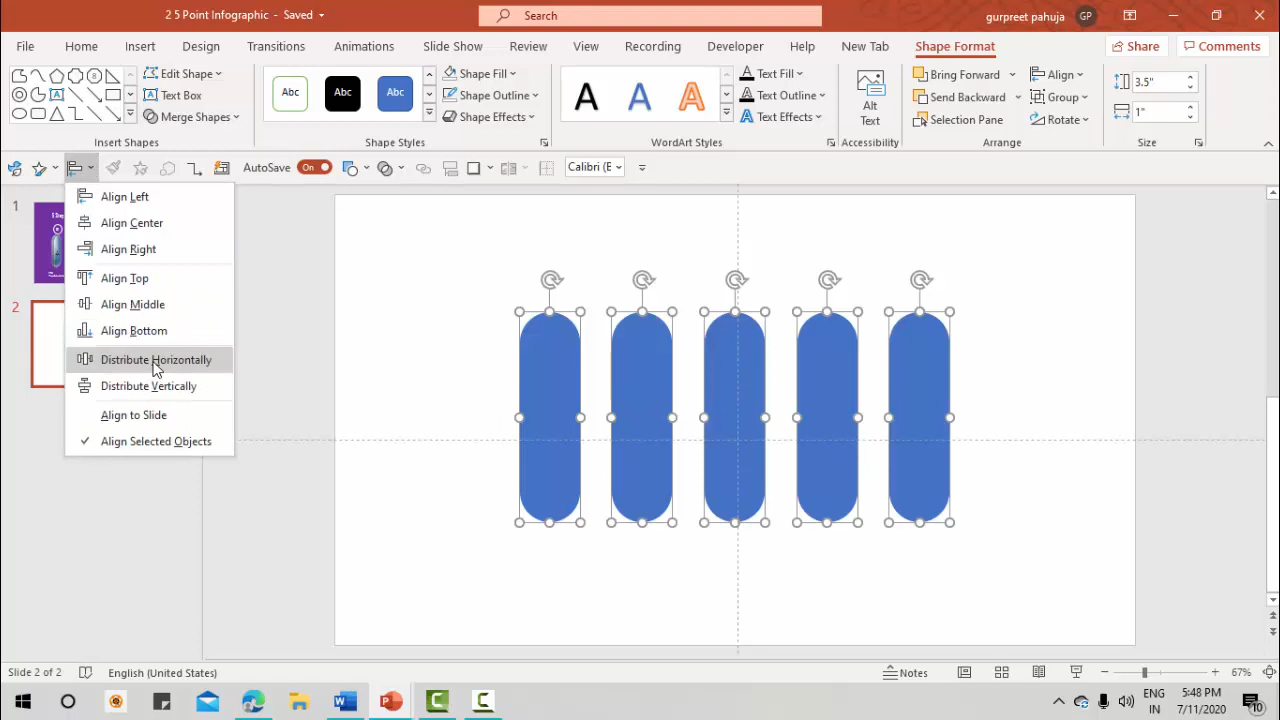 2 5 Point Infographic - Saved
Search
gurpreet pahuja
GP
File
Home
Insert
Design
Transitions
Animations
Slide Show
Review
View
Recording
Developer
Help
New Tab
Shape Format
Share
Comments
Edit Shape
Text Box
Merge Shapes
Insert Shapes
Abc
Abc
Abc
Shape Fill
Shape Outline
Shape Effects
Shape Styles
A
A
A
Text Fill
Text Outline
Text Effects
WordArt Styles
Alt
Text
Accessibility
Bring Forward
Send Backward
Selection Pane
Align
Group
Rotate
Arrange
3.5"
1"
Size
AutoSave
On
Calibri (E
Align Left
Align Center
Align Right
Align Top
Align Middle
Align Bottom
Distribute Horizontally
Distribute Vertically
Align to Slide
Align Selected Objects
1
2
Slide 2 of 2
English (United States)
Notes
67%
ENG
IN
5:48 PM
7/11/2020
10